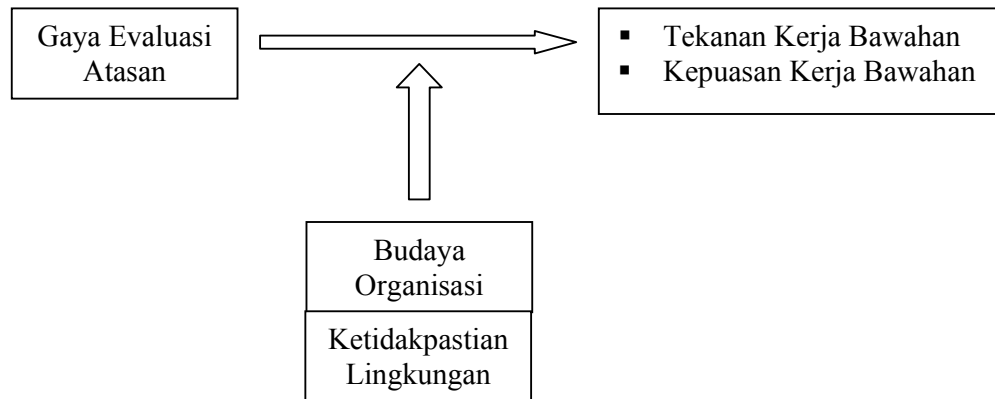 Gaya Evaluasi
Atasan
▪ Tekanan Kerja Bawahan
▪ Kepuasan Kerja Bawahan
Budaya
Organisasi
Ketidakpastian
Lingkungan